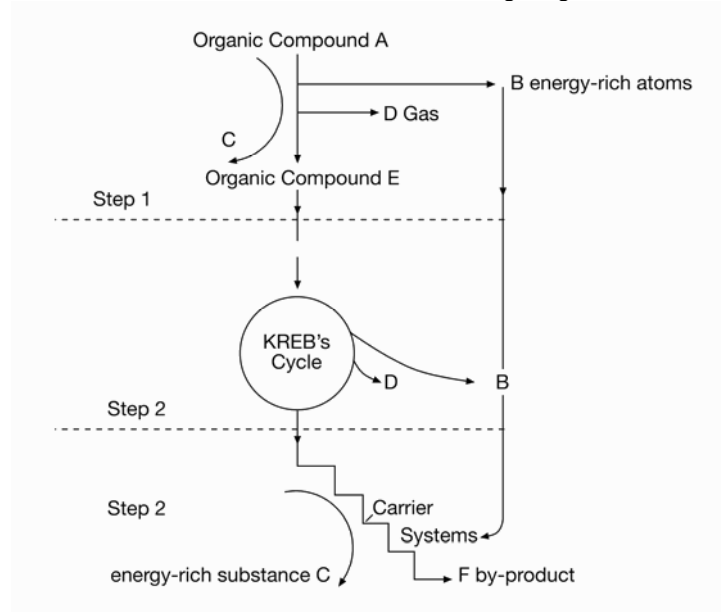 Organic Compound A
B energy-rich atoms
D Gas
C
Organic Compound E
Step 1
KREB's
Cycle
D
B
Step 2
Step 2
Carrier
Systems
energy-rich substance C
F by-product